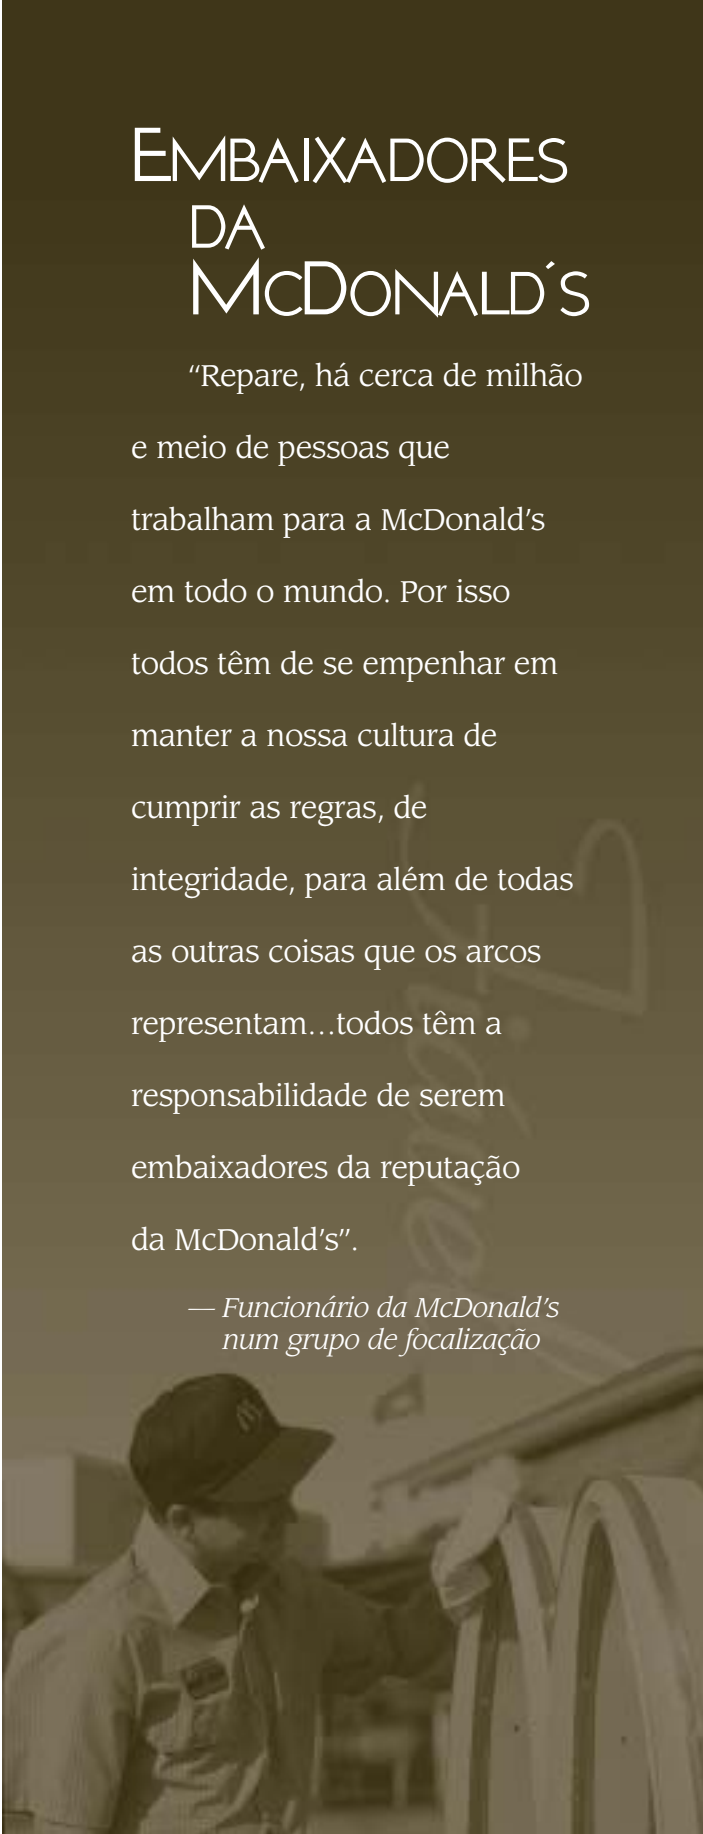 EMBAIXADORES
DA
MCDONALD´S
“Repare, há cerca de milhão
e meio de pessoas que
trabalham para a McDonald’s
em todo o mundo. Por isso
todos têm de se empenhar em
manter a nossa cultura de
cumprir as regras, de
integridade, para além de todas
as outras coisas que os arcos
representam…todos têm a
responsabilidade de serem
embaixadores da reputação
da McDonald’s”.
— Funcionário da McDonald’s
num grupo de focalização